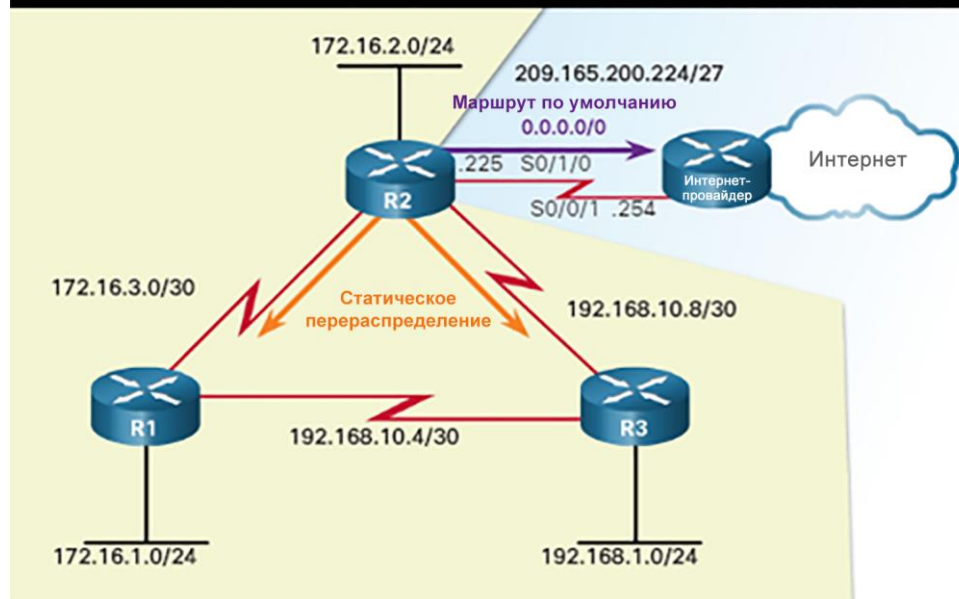 172.16.2.0/24
209.165.200.224/27
Маршрут по умолчанию
0.0.0.0/0
.225 S0/1/0
Интернет
Интернет-
провайдер
R2
S0/0/1 .254
172.16.3.0/30
Статическое
перераспределение
192.168.10.8/30
R1
R3
192.168.10.4/30
172.16.1.0/24
192.168.1.0/24